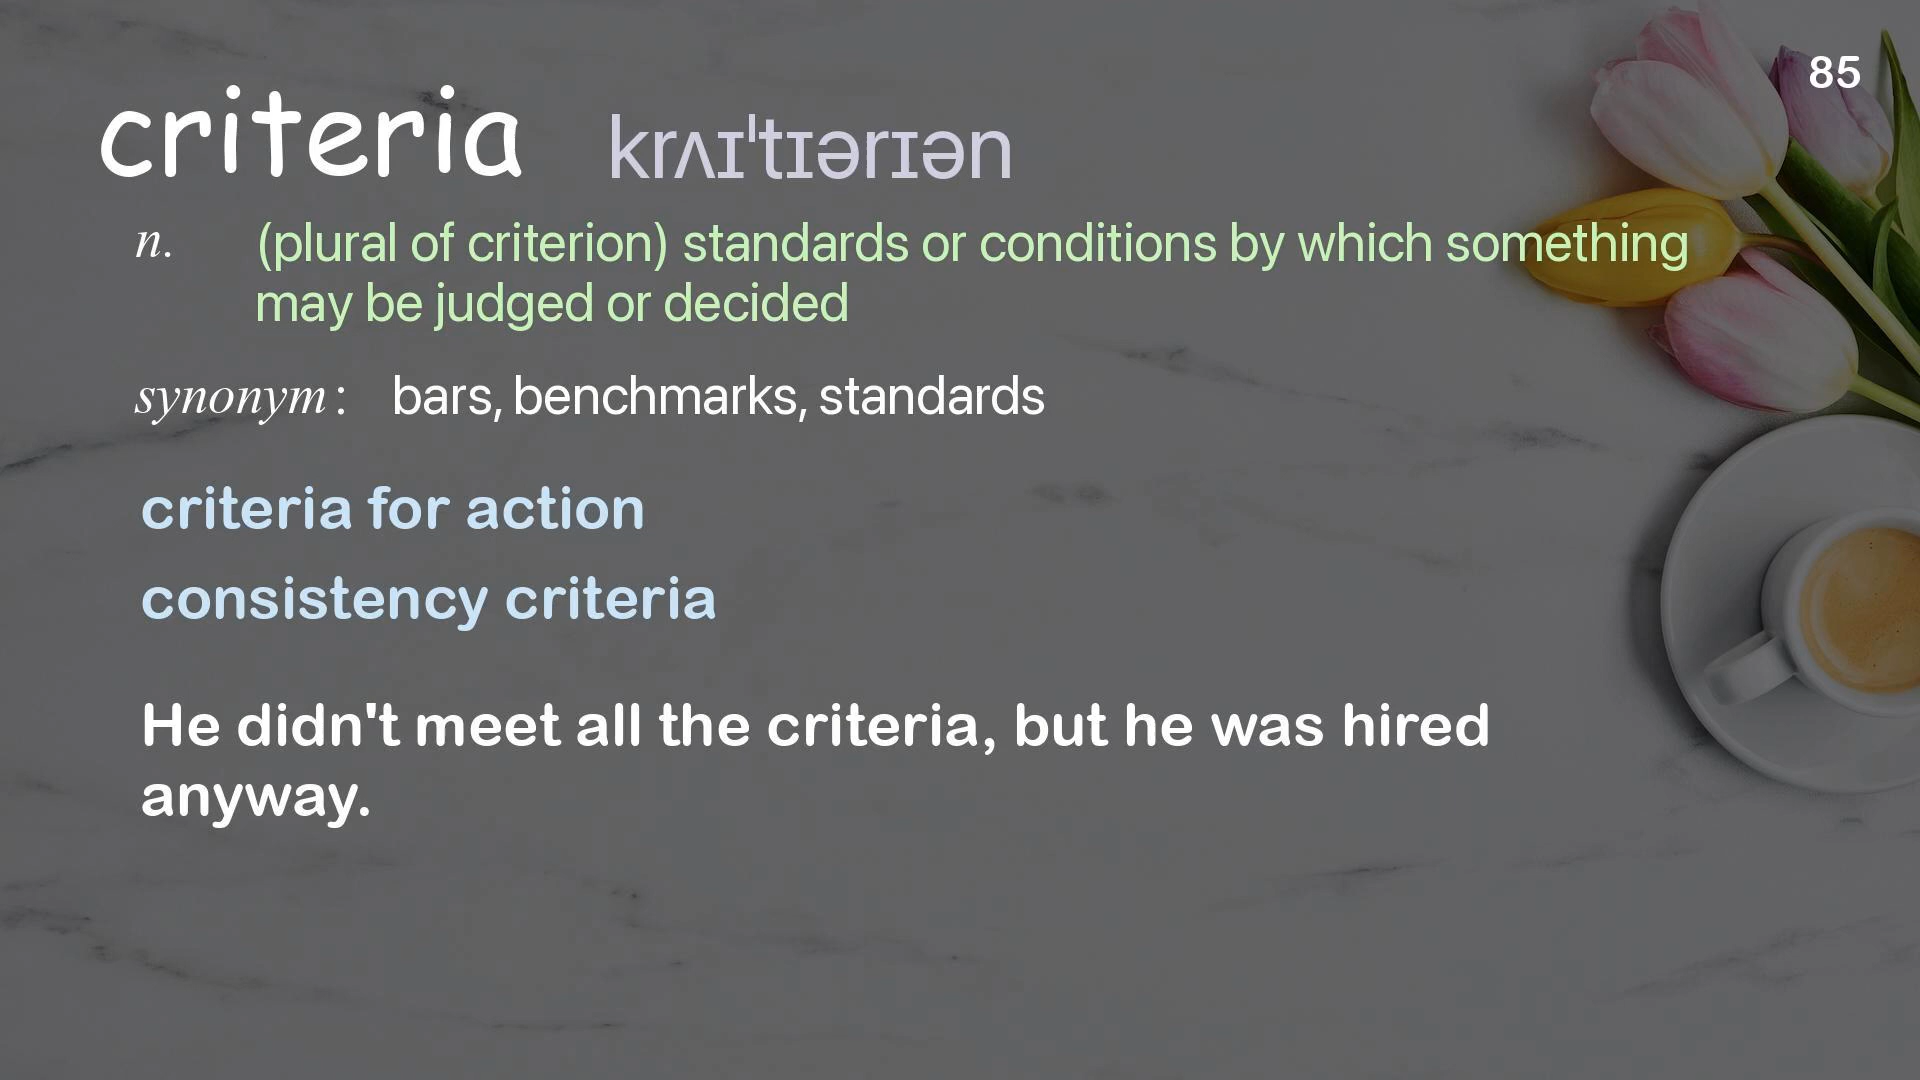 85
criteria krʌɪˈtɪərɪən
n. (plural of criterion) standards or conditions by which something
may be judged or decided
synonym: bars, benchmarks, standards
criteria for action
consistency criteria
He didn't meet all the criteria, but he was hired
anyway.